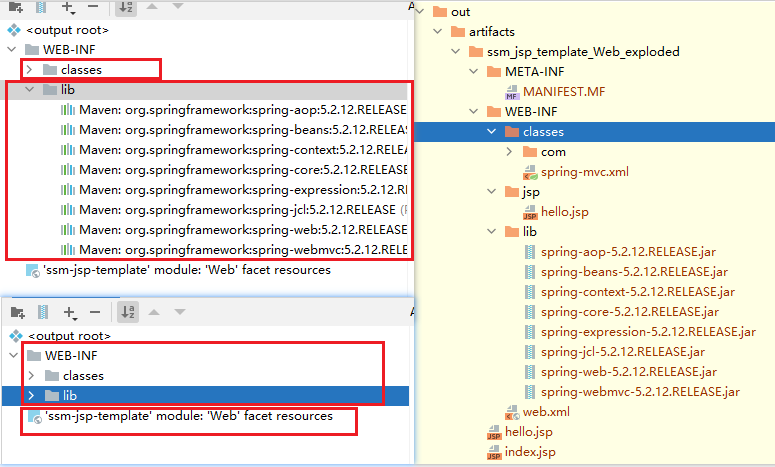 <output root>
WEB-INF
classes
lib
Maven: org.springframework:spring-aop:5.2.12.RELEASE
Maven: org.springframework:spring-beans:5.2.12.RELEAS
Maven: org.springframework:spring-context:5.2.12.RELEA
Maven: org.springframework:spring-core:5.2.12.RELEASE
Maven: org.springframework:spring-expression:5.2.12.REL
Maven: org.springframework:spring-jcl:5.2.12.RELEASE (P
Maven: org.springframework:spring-web:5.2.12.RELEASE
Maven: org.springframework:spring-webmvc:5.2.12.RELE
'ssm-jsp-template' module: 'Web' facet resources
<output root>
WEB-INF
classes
lib
'ssm-jsp-template' module: 'Web' facet resources
out
artifacts
ssm_jsp_template_Web_exploded
META-INF
MANIFEST.MF
WEB-INF
classes
com
spring-mvc.xml
jsp
hello.jsp
lib
spring-aop-5.2.12.RELEASE.jar
spring-beans-5.2.12.RELEASE.jar
spring-context-5.2.12.RELEASE.jar
spring-core-5.2.12.RELEASE.jar
spring-expression-5.2.12.RELEASE.jar
spring-jcl-5.2.12.RELEASE.jar
spring-web-5.2.12.RELEASE.jar
spring-webmvc-5.2.12.RELEASE.jar
web.xml
hello.jsp
index.jsp